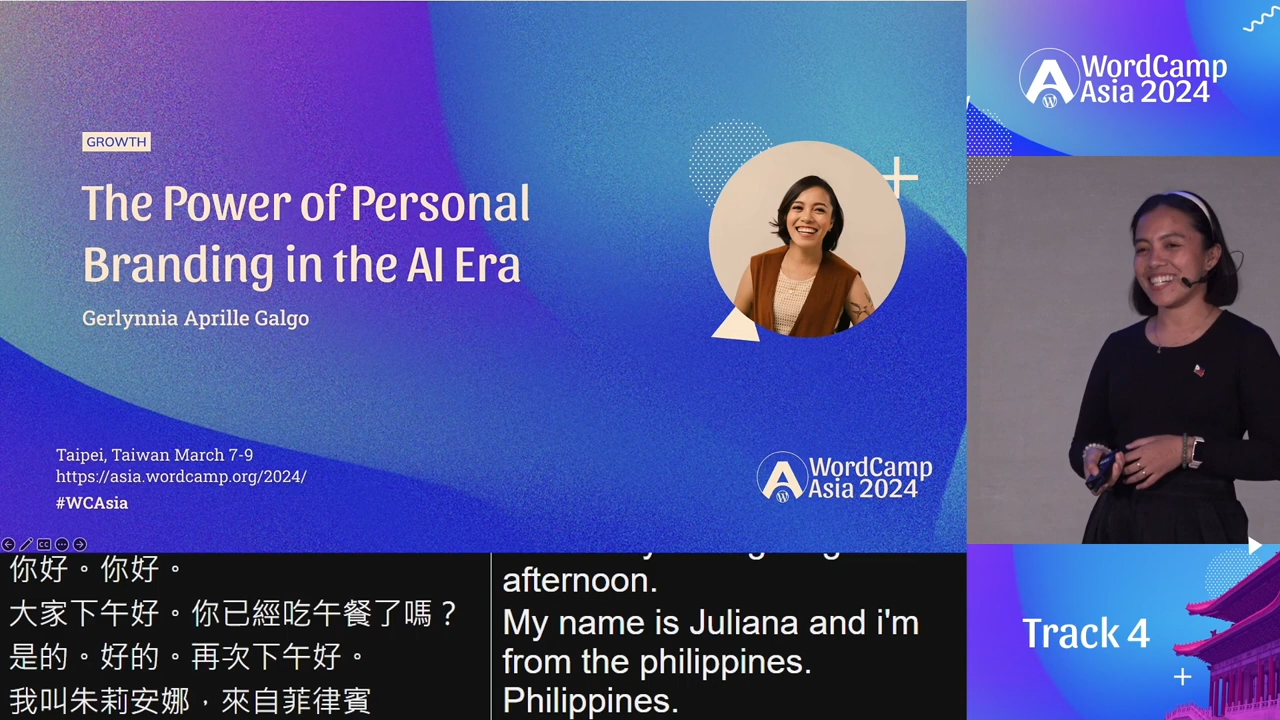 GROWTH
The Power of Personal
Branding in the AI Era
Gerlynnia Aprille Galgo
Taipei, Taiwan March 7-9
https://asia.wordcamp.org/2024/
#WCAsia
WordCamp
Asia 2024
WordCamp
Asia 2024
Track 4
你好。你好。
大家下午好。你已經吃午餐了嗎？
是的。好的。再次下午好。
我叫朱莉安娜，來自菲律賓
afternoon.
My name is Juliana and i'm
from the philippines.
Philippines.